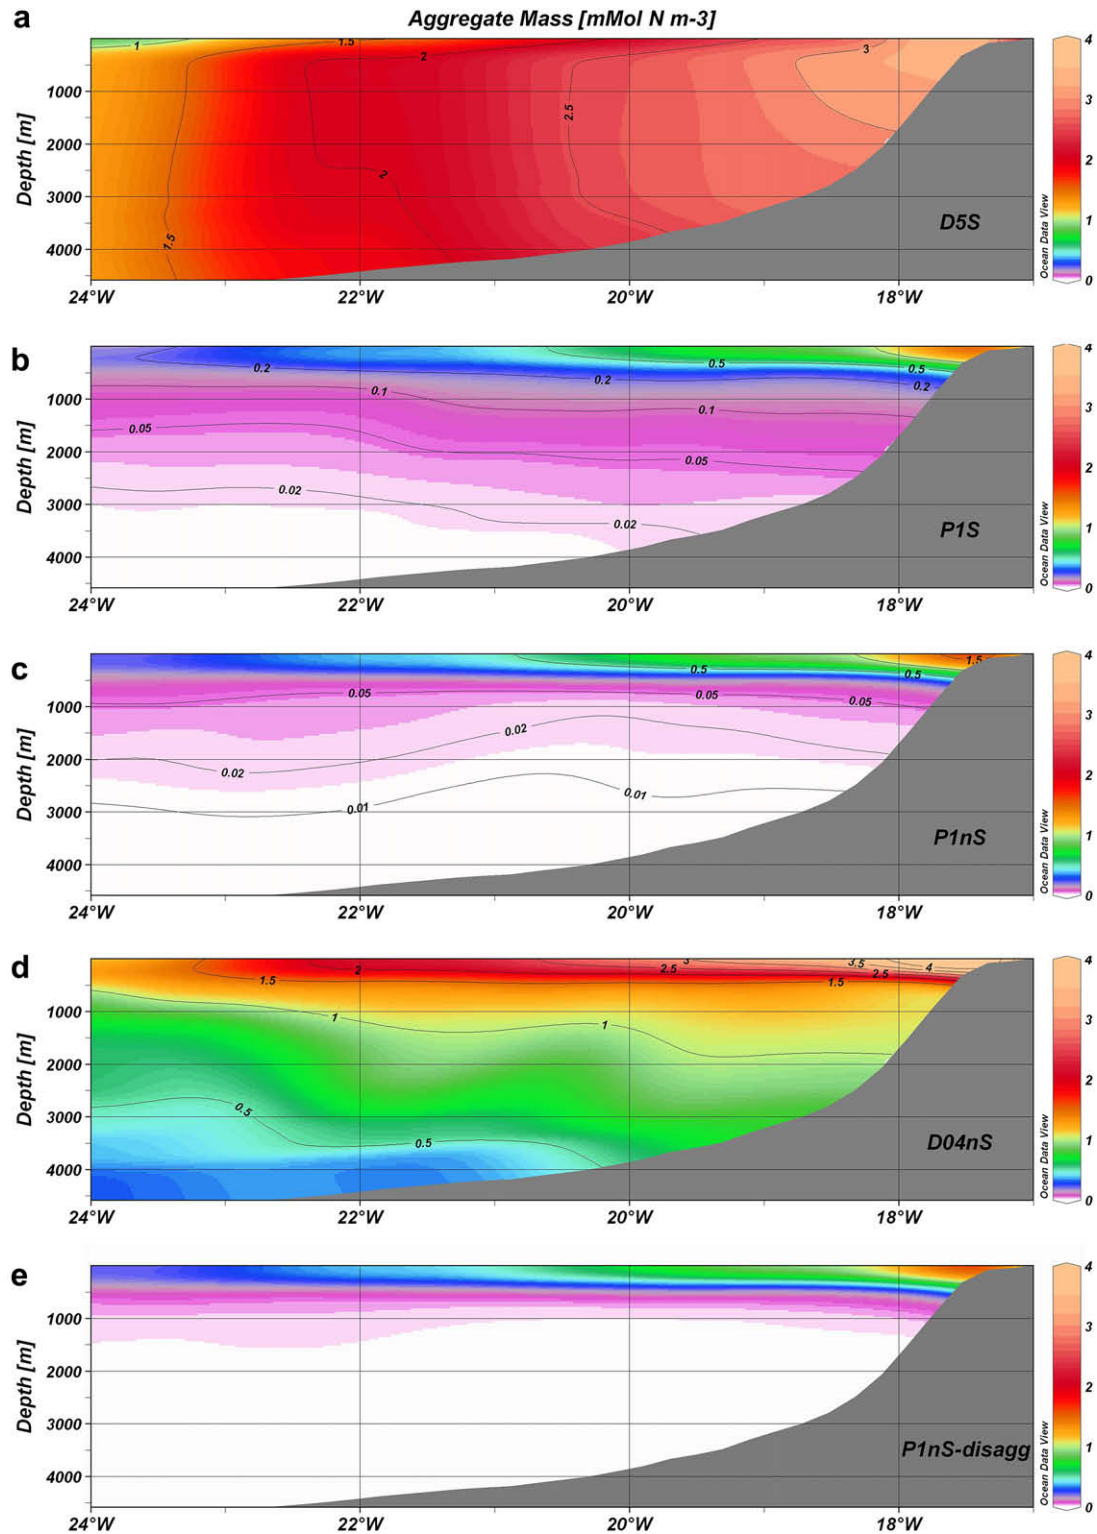 a
Aggregate Mass [mMol N m-3]
1
1.5
2
3
2.5
2
1.5
D5S
Depth [m]
1000
2000
3000
4000
24°W
22°W
20°W
18°W
Ocean Data View
4
3
2
1
0
b
0.2
0.5
0.5
0.2
0.2
0.1
0.1
0.05
0.05
0.02
0.02
P1S
Depth [m]
1000
2000
3000
4000
24°W
22°W
20°W
18°W
Ocean Data View
4
3
2
1
0
c
1.5
0.5
0.5
0.05
0.05
0.05
0.02
0.02
0.01
0.01
P1nS
Depth [m]
1000
2000
3000
4000
24°W
22°W
20°W
18°W
Ocean Data View
4
3
2
1
0
d
3
3.5
4
2
2.5
2.5
1.5
1.5
1
1
0.5
0.5
D04nS
Depth [m]
1000
2000
3000
4000
24°W
22°W
20°W
18°W
Ocean Data View
4
3
2
1
0
e
P1nS-disagg
Depth [m]
1000
2000
3000
4000
24°W
22°W
20°W
18°W
Ocean Data View
4
3
2
1
0